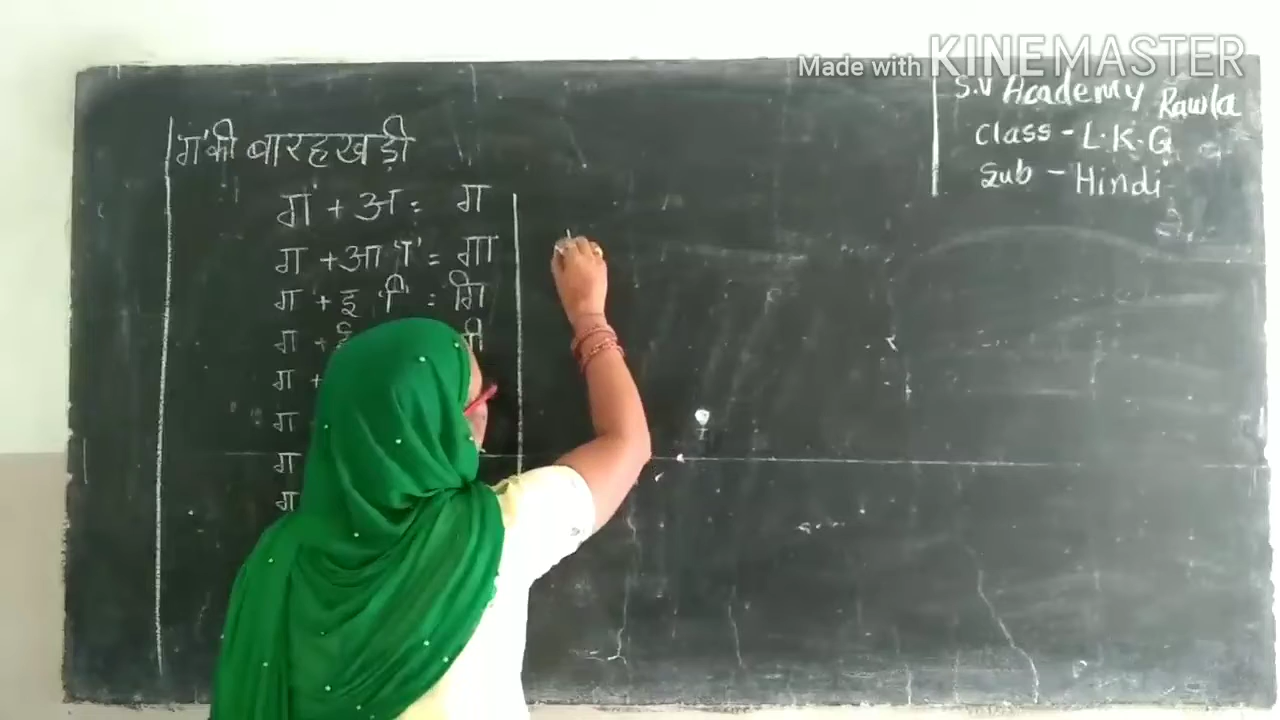 Made with KINEMASTER
S.V Academy Rawla
Class - L.K.G
Sub - Hindi
'ग' की बारहखड़ी
ग + अ = ग
ग + आ 'ा' = गा
ग + इ 'ि' = गि
ग + ई
ग +
ग
ग
ग